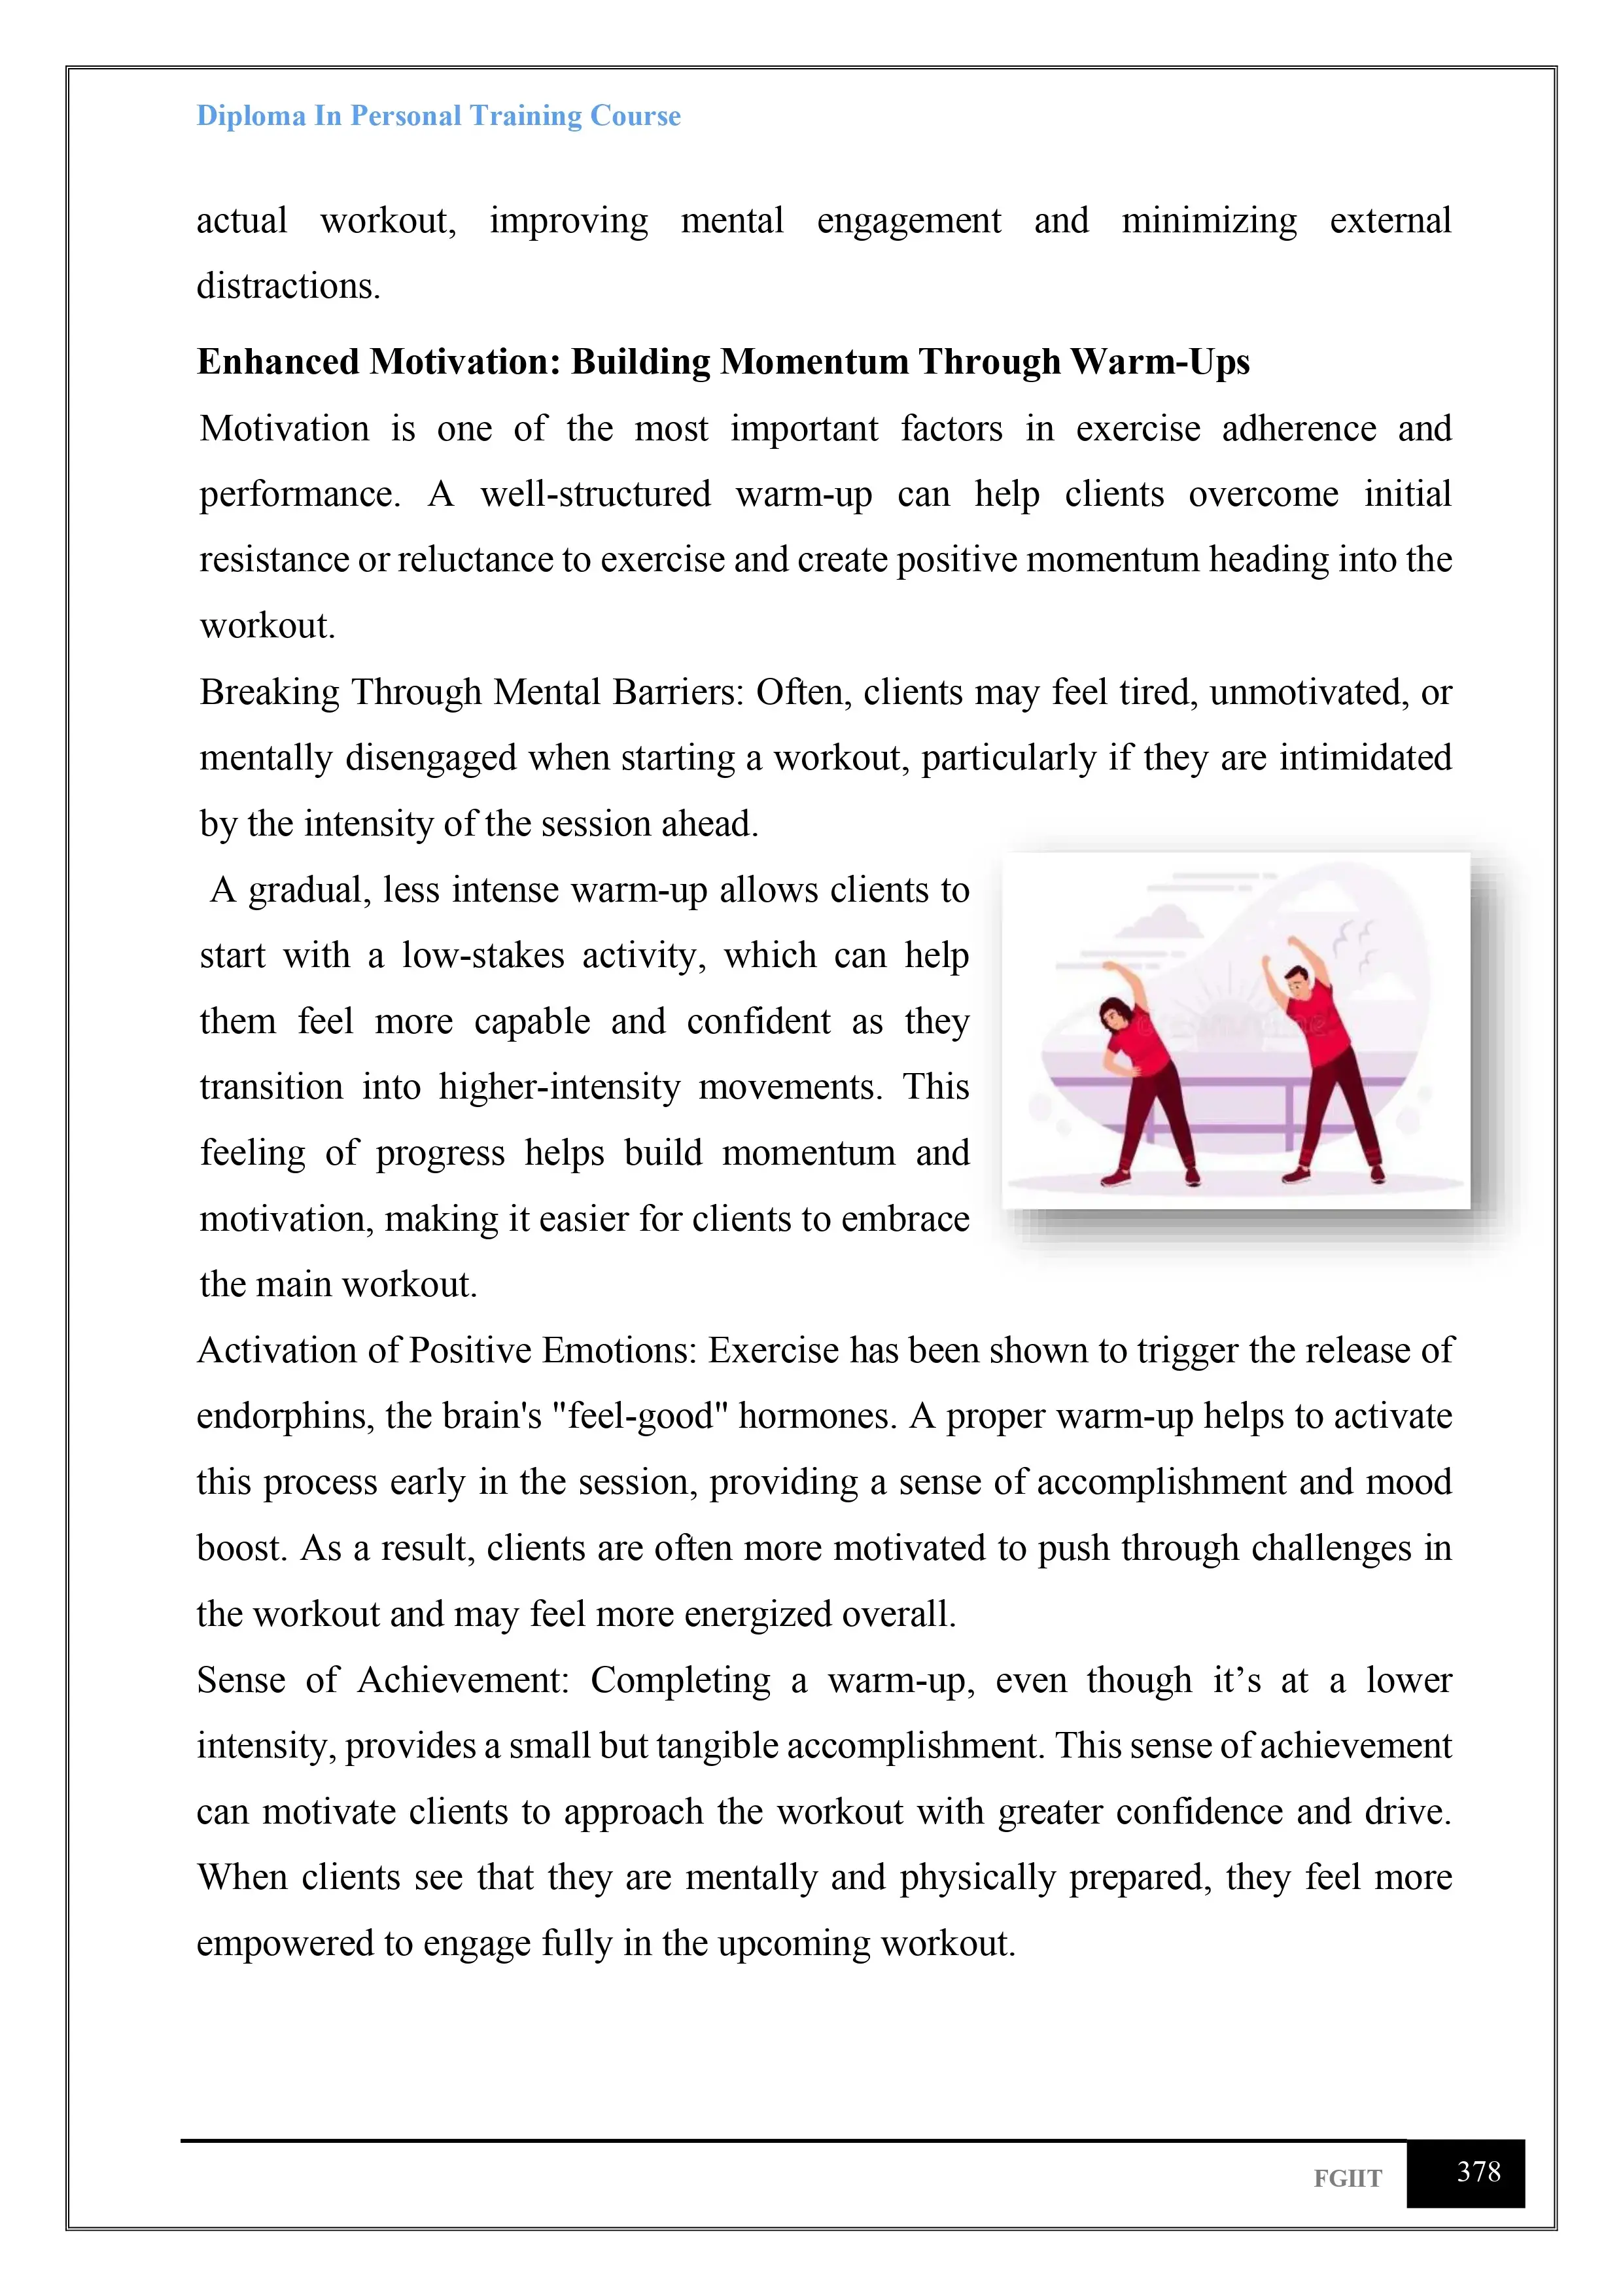 Diploma In Personal Training Course
actual workout, improving mental engagement and minimizing external
distractions.
Enhanced Motivation: Building Momentum Through Warm-Ups
Motivation is one of the most important factors in exercise adherence and
performance. A well-structured warm-up can help clients overcome initial
resistance or reluctance to exercise and create positive momentum heading into the
workout.
Breaking Through Mental Barriers: Often, clients may feel tired, unmotivated, or
mentally disengaged when starting a workout, particularly if they are intimidated
by the intensity of the session ahead.
A gradual, less intense warm-up allows clients to
start with a low-stakes activity, which can help
them feel more capable and confident as they
transition into higher-intensity movements. This
feeling of progress helps build momentum and
motivation, making it easier for clients to embrace
the main workout.
Activation of Positive Emotions: Exercise has been shown to trigger the release of
endorphins, the brain's "feel-good" hormones. A proper warm-up helps to activate
this process early in the session, providing a sense of accomplishment and mood
boost. As a result, clients are often more motivated to push through challenges in
the workout and may feel more energized overall.
Sense of Achievement: Completing a warm-up, even though it’s at a lower
intensity, provides a small but tangible accomplishment. This sense of achievement
can motivate clients to approach the workout with greater confidence and drive.
When clients see that they are mentally and physically prepared, they feel more
empowered to engage fully in the upcoming workout.
FGIIT
378